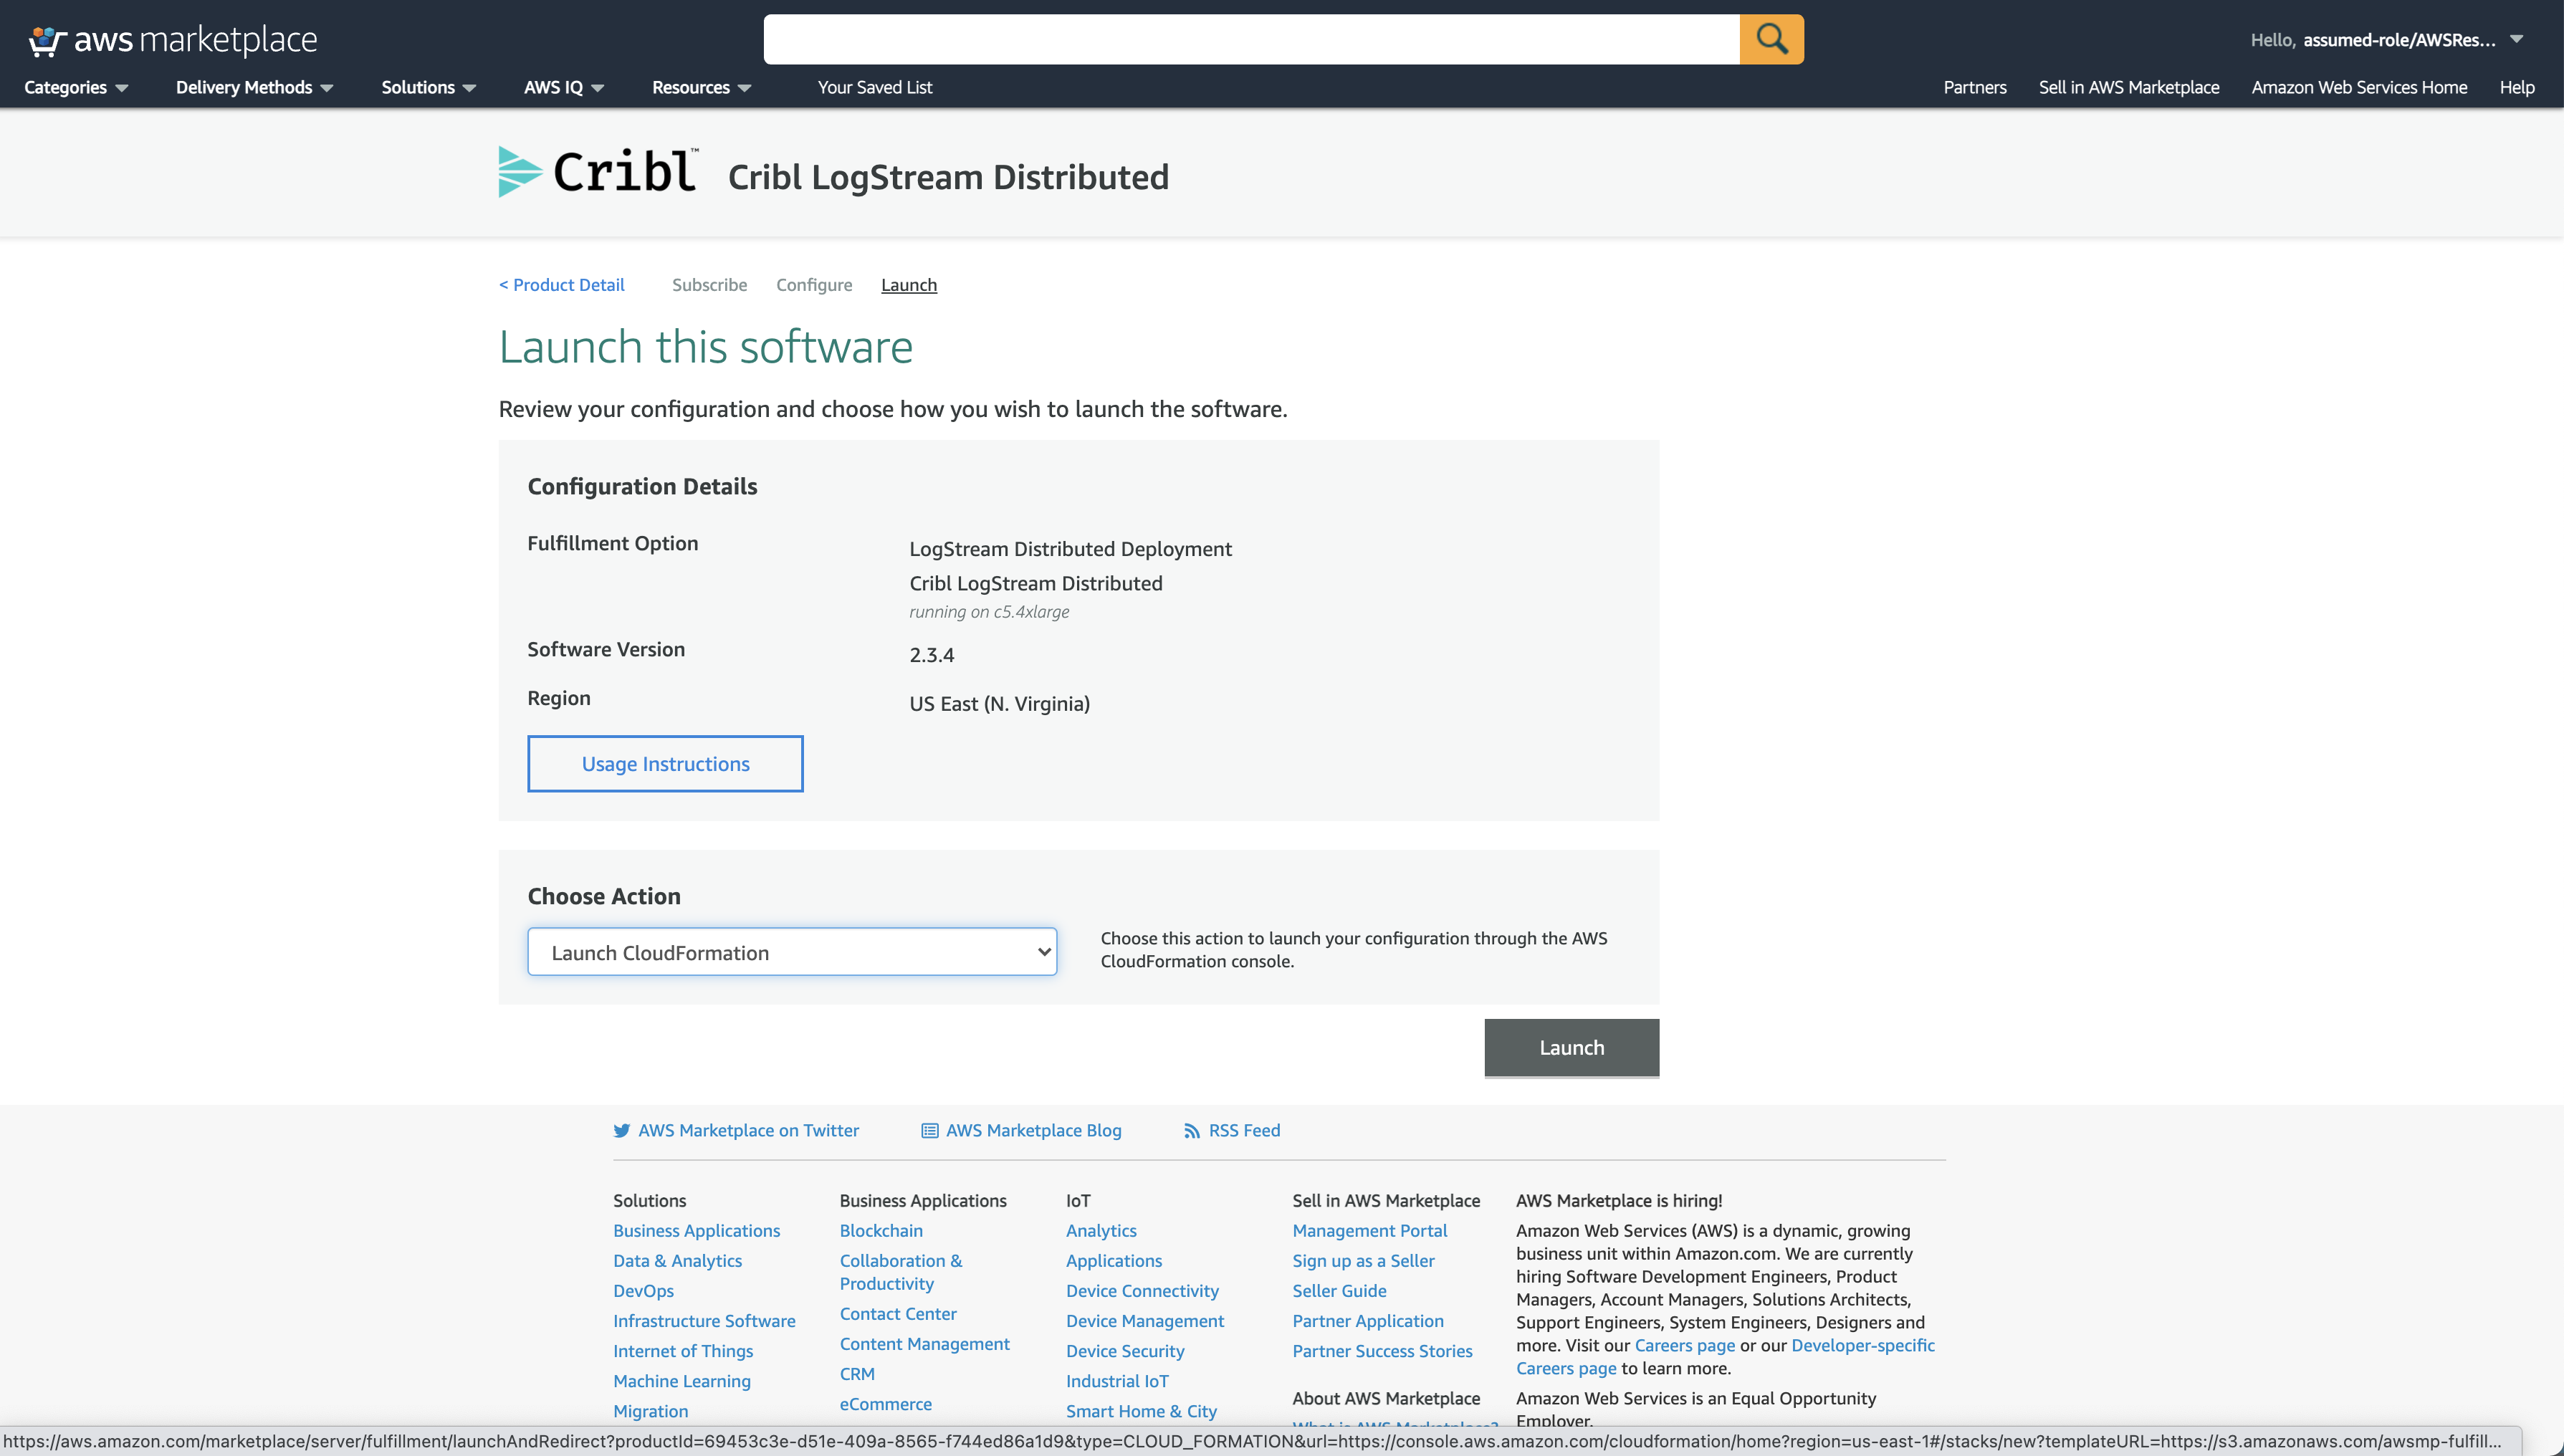 aws marketplace
Hello, assumed-role/AWSRes...
Categories
Delivery Methods
Solutions
AWS IQ
Resources
Your Saved List
Partners
Sell in AWS Marketplace
Amazon Web Services Home
Help
Cribl™
Cribl LogStream Distributed
< Product Detail
Subscribe
Configure
Launch
Launch this software
Review your configuration and choose how you wish to launch the software.
Configuration Details
Fulfillment Option
LogStream Distributed Deployment
Cribl LogStream Distributed
running on c5.4xlarge
Software Version
2.3.4
Region
US East (N. Virginia)
Usage Instructions
Choose Action
Launch CloudFormation
Choose this action to launch your configuration through the AWS
CloudFormation console.
Launch
AWS Marketplace on Twitter
AWS Marketplace Blog
RSS Feed
Solutions
Business Applications
Data & Analytics
DevOps
Infrastructure Software
Internet of Things
Machine Learning
Migration
Business Applications
Blockchain
Collaboration &
Productivity
Contact Center
Content Management
CRM
eCommerce
IoT
Analytics
Applications
Device Connectivity
Device Management
Device Security
Industrial IoT
Smart Home & City
Sell in AWS Marketplace
Management Portal
Sign up as a Seller
Seller Guide
Partner Application
Partner Success Stories
About AWS Marketplace
What is AWS Marketplace?
AWS Marketplace is hiring!
Amazon Web Services (AWS) is a dynamic, growing
business unit within Amazon.com. We are currently
hiring Software Development Engineers, Product
Managers, Account Managers, Solutions Architects,
Support Engineers, System Engineers, Designers and
more. Visit our Careers page or our Developer-specific
Careers page to learn more.
Amazon Web Services is an Equal Opportunity
Employer.
https://aws.amazon.com/marketplace/server/fulfillment/launchAndRedirect?productId=69453c3e-d51e-409a-8565-f744ed86a1d9&type=CLOUD_FORMATION&url=https://console.aws.amazon.com/cloudformation/home?region=us-east-1#/stacks/new?templateURL=https://s3.amazonaws.com/awsmp-fulfill...